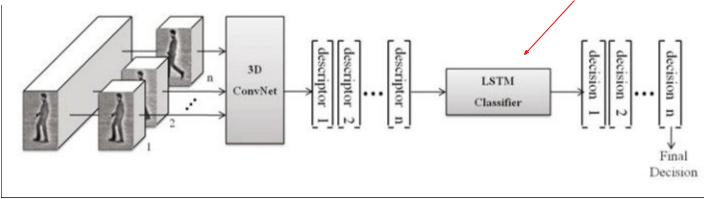 n
2
1
3D
ConvNet
descriptor 1
descriptor 2
descriptor n
LSTM
Classifier
decision 1
decision 2
decision n
Final
Decision